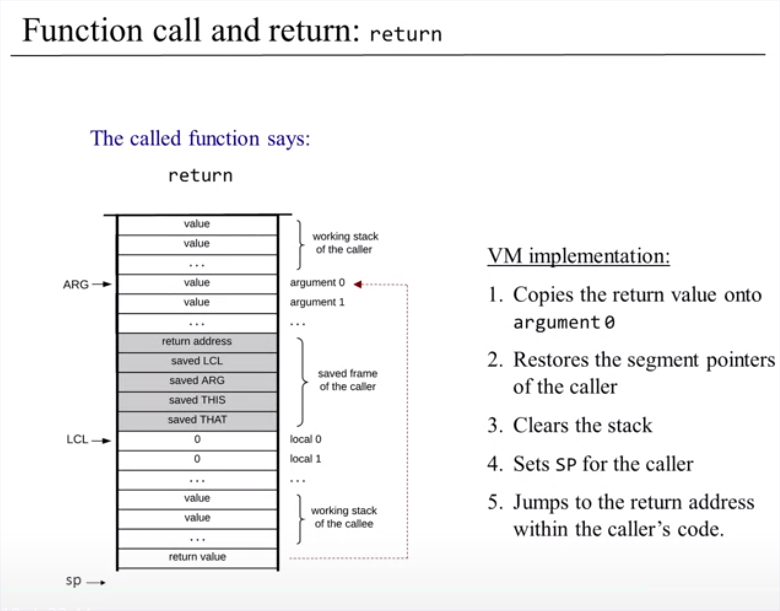 Function call and return: return
The called function says:
return
value
value
...
ARG
value
value
...
return address
saved LCL
saved ARG
saved THIS
saved THAT
LCL
0
0
...
value
value
...
return value
sp
working stack
of the caller
argument 0
argument 1
...
saved frame
of the caller
local 0
local 1
...
working stack
of the callee
VM implementation:
1. Copies the return value onto
argument 0
2. Restores the segment pointers
of the caller
3. Clears the stack
4. Sets SP for the caller
5. Jumps to the return address
within the caller's code.